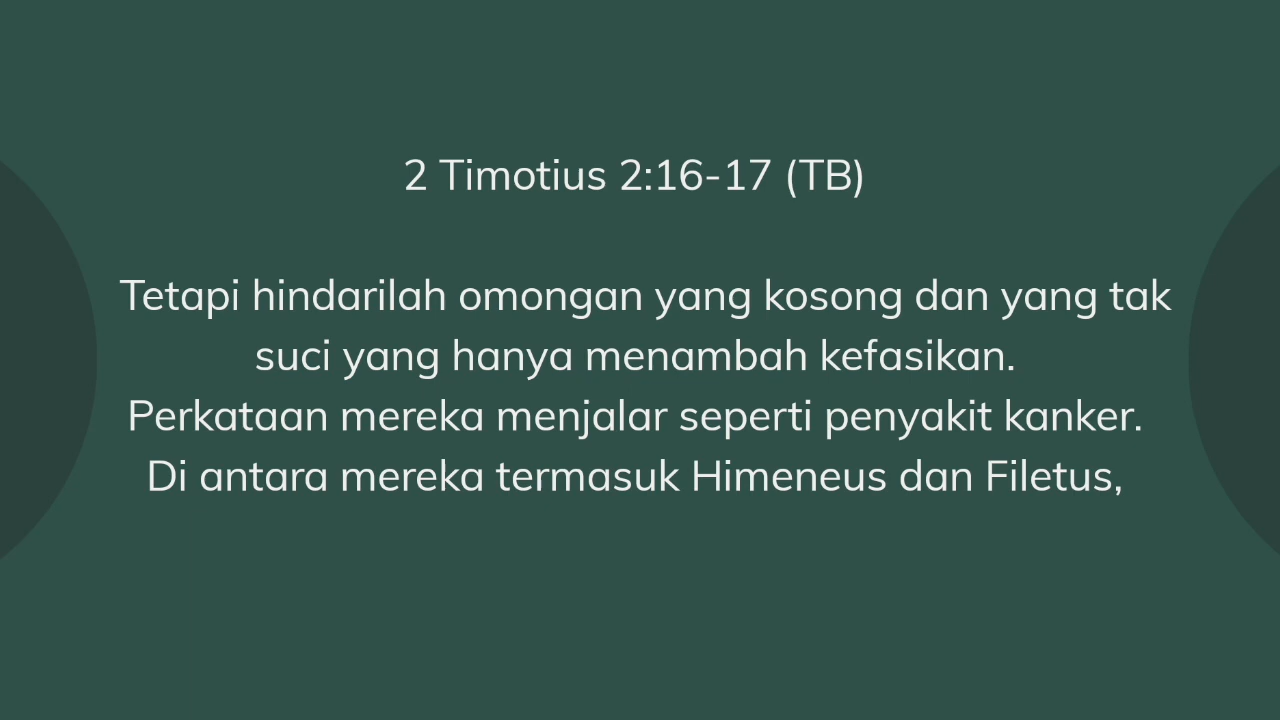 2 Timotius 2:16-17 (TB)
Tetapi hindarilah omongan yang kosong dan yang tak
suci yang hanya menambah kefasikan.
Perkataan mereka menjalar seperti penyakit kanker.
Di antara mereka termasuk Himeneus dan Filetus,